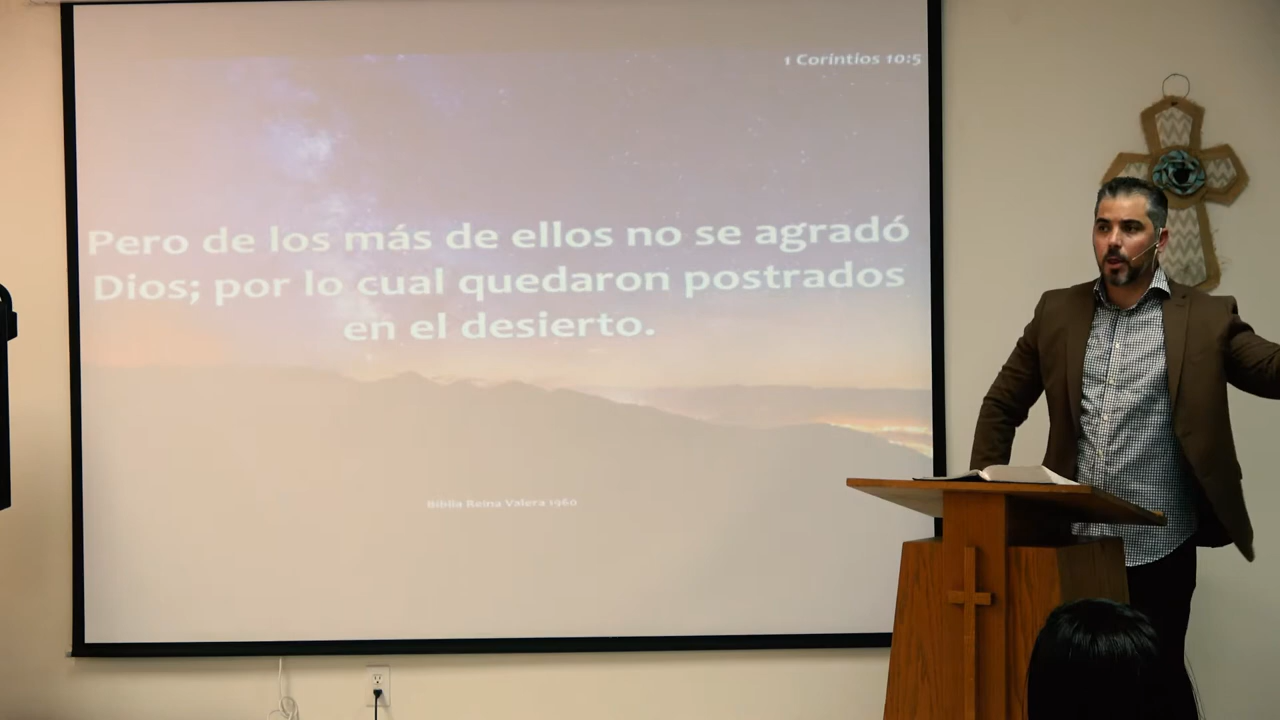 1 Coríntios 10:5
Pero de los más de ellos no se agradó
Dios; por lo cual quedaron postrados
en el desierto.
Biblia Reina Valera 1960